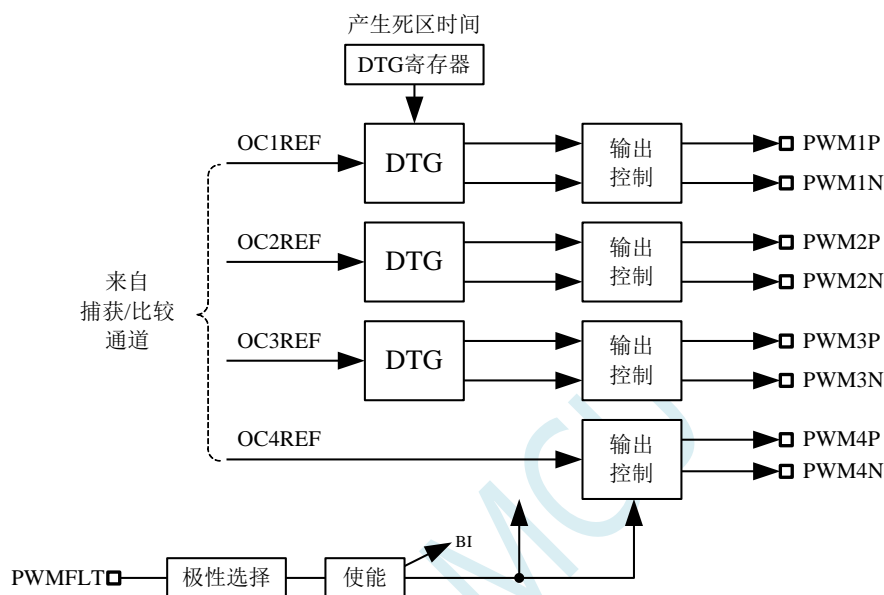 产生死区时间
DTG寄存器
OC1REF
DTG
输出
控制
PWM1P
PWM1N
OC2REF
DTG
输出
控制
PWM2P
PWM2N
来自
捕获/比较
通道
OC3REF
DTG
输出
控制
PWM3P
PWM3N
OC4REF
输出
控制
PWM4P
PWM4N
MCU
BI
PWMFLT
极性选择
使能